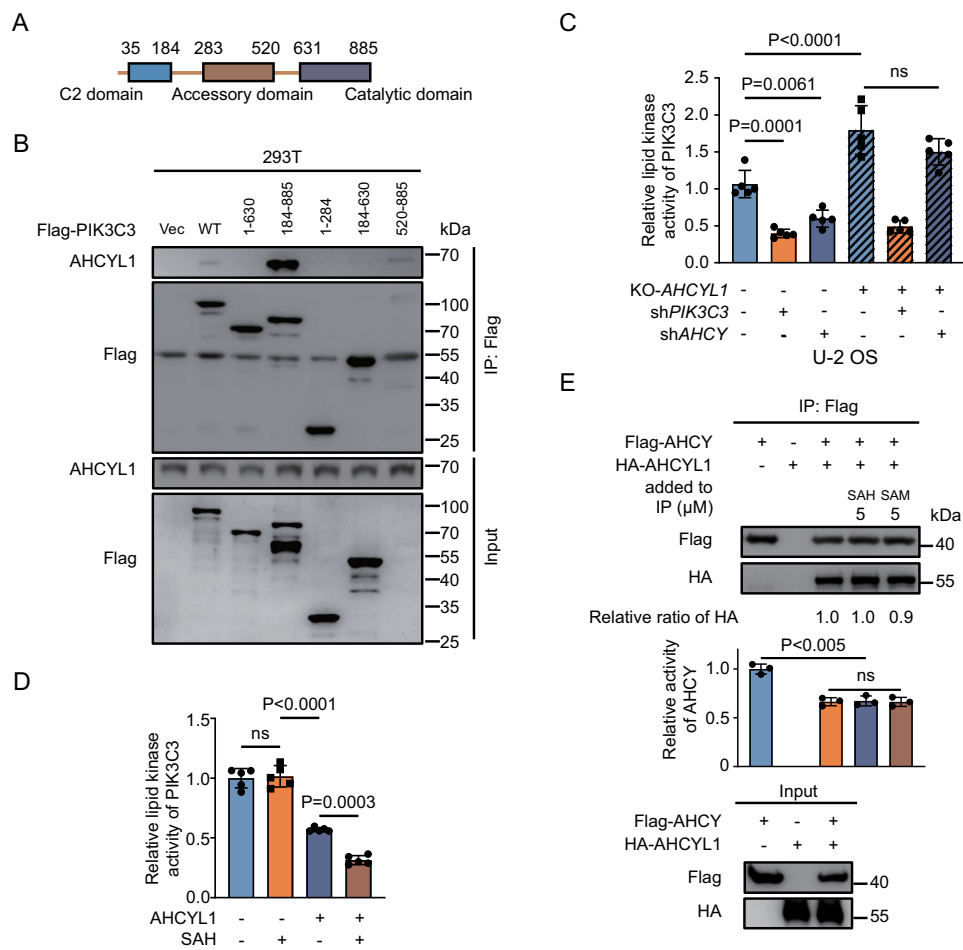 A
35 184 283 520 631 885
C2 domain Accessory domain Catalytic domain
B
293T
Flag-PIK3C3 Vec WT 1-630 184-885 1-284 184-630 520-885 kDa
AHCYL1 70
Flag 100 70 55 40 35 25
IP: Flag
AHCYL1 70
Flag 100 70 55 40 35 25
Input
C
Relative lipid kinase
activity of PIK3C3
2.5
2.0
1.5
1.0
0.5
0.0
P<0.0001
ns
P=0.0061
P=0.0001
KO-AHCYL1 - - - + + +
shPIK3C3 - + - - + -
shAHCY - - + - - +
U-2 OS
D
Relative lipid kinase
activity of PIK3C3
1.5
1.0
0.5
0.0
P<0.0001
ns
P=0.0003
AHCYL1 - - + +
SAH - + - +
E
IP: Flag
Flag-AHCY + - + + +
HA-AHCYL1 - + + + +
added to
IP (µM)
SAH SAM
5 5
kDa
Flag 40
HA 55
Relative ratio of HA 1.0 1.0 0.9
Relative activity
of AHCY
1.0
0.5
0
P<0.005
ns
Input
Flag-AHCY + - +
HA-AHCYL1 - + +
Flag 40
HA 55